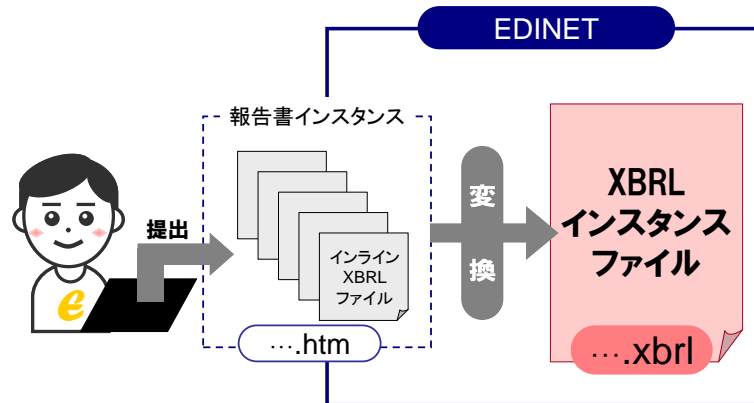 EDINET
報告書インスタンス
提出
e
インライン
XBRL
ファイル
….htm
変
換
XBRL
インスタンス
ファイル
….xbrl